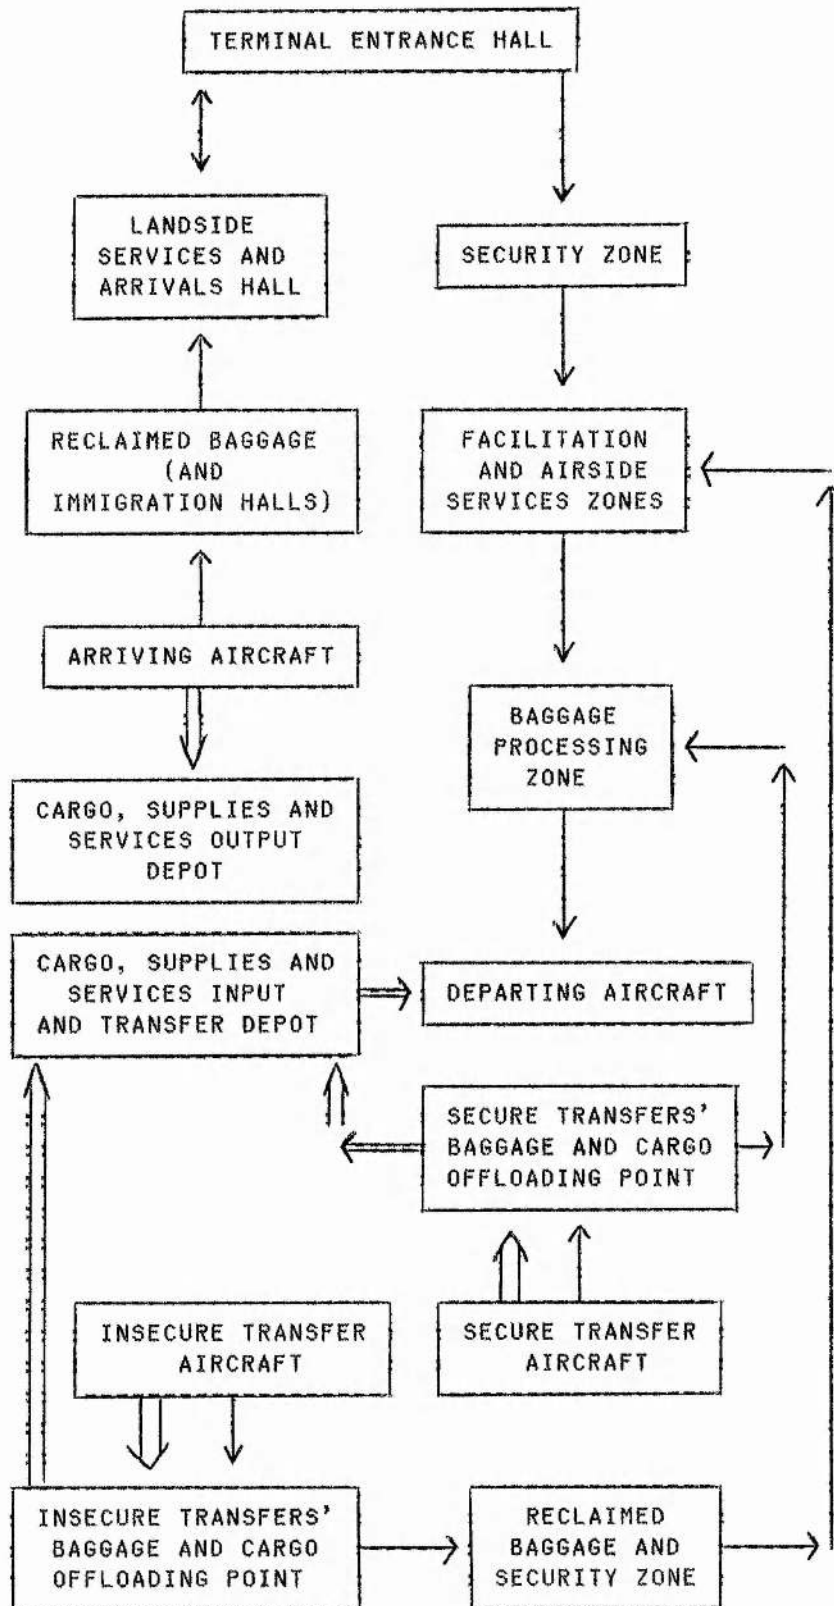 TERMINAL ENTRANCE HALL
LANDSIDE
SERVICES AND
ARRIVALS HALL
SECURITY ZONE
RECLAIMED BAGGAGE
(AND
IMMIGRATION HALLS)
FACILITATION
AND AIRSIDE
SERVICES ZONES
ARRIVING AIRCRAFT
BAGGAGE
PROCESSING
ZONE
CARGO, SUPPLIES AND
SERVICES OUTPUT
DEPOT
CARGO, SUPPLIES AND
SERVICES INPUT
AND TRANSFER DEPOT
DEPARTING AIRCRAFT
SECURE TRANSFERS'
BAGGAGE AND CARGO
OFFLOADING POINT
INSECURE TRANSFER
AIRCRAFT
SECURE TRANSFER
AIRCRAFT
INSECURE TRANSFERS'
BAGGAGE AND CARGO
OFFLOADING POINT
RECLAIMED
BAGGAGE AND
SECURITY ZONE